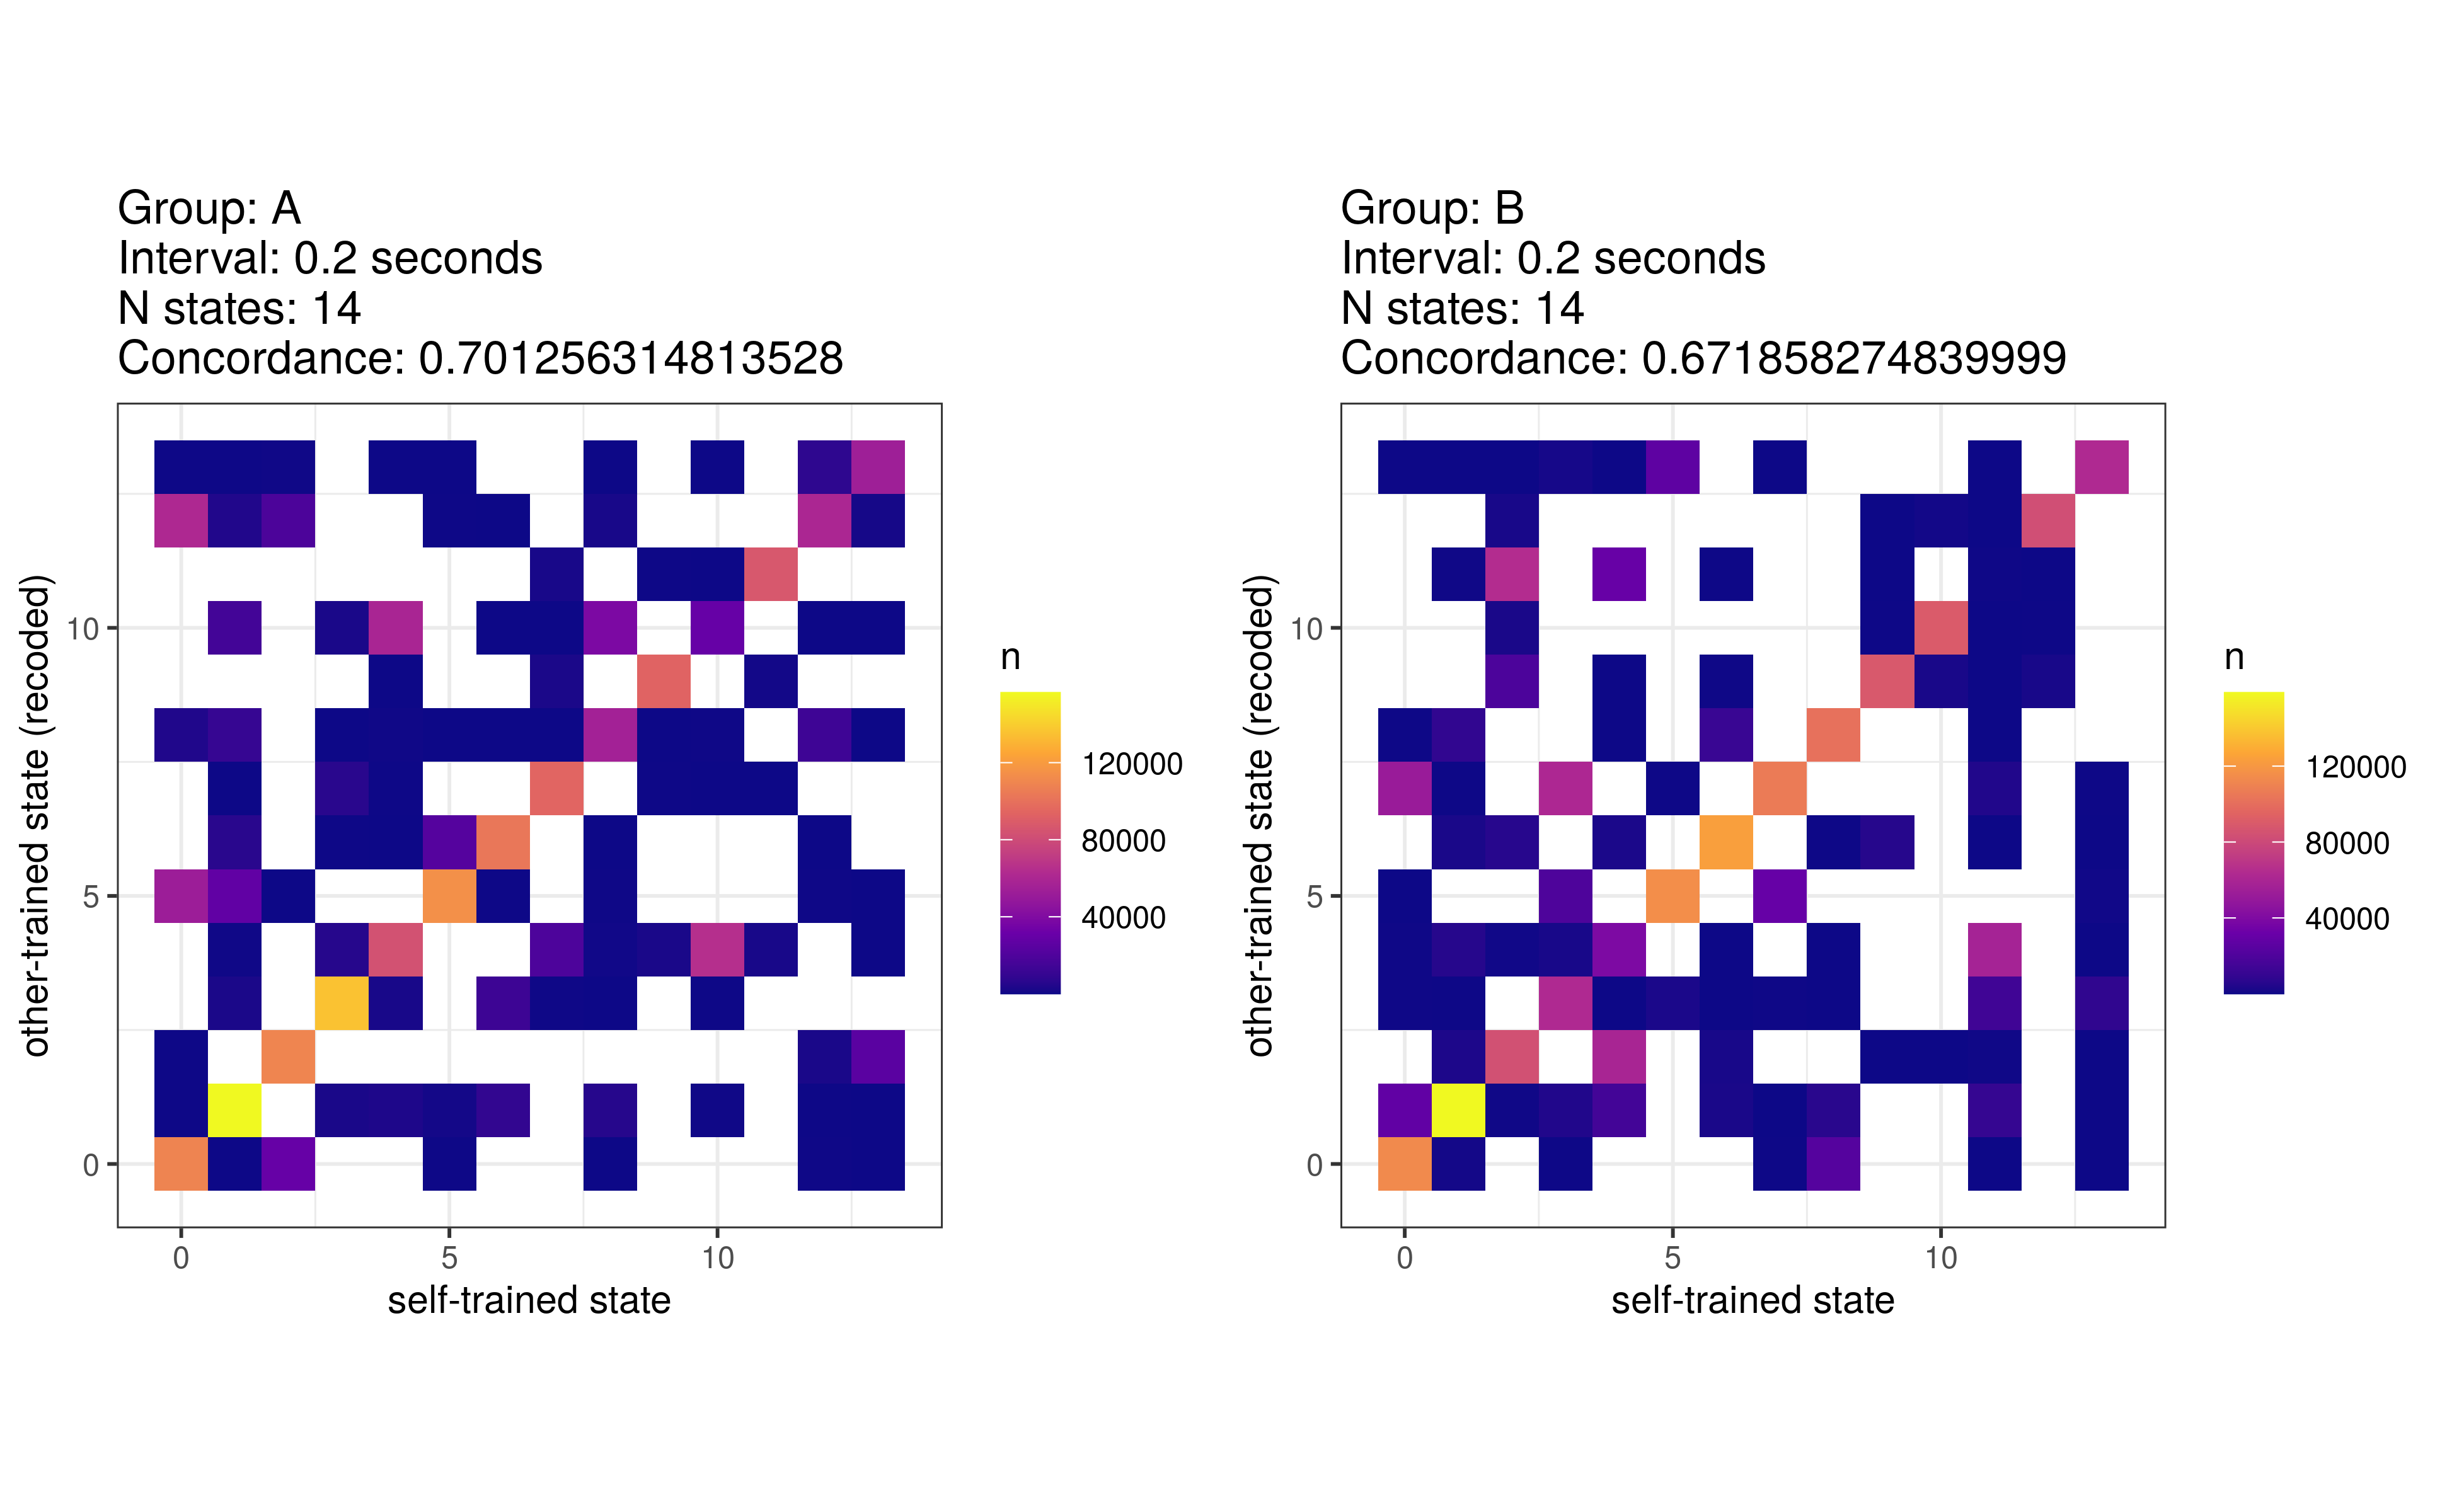 Group: A
Interval: 0.2 seconds
N states: 14
Concordance: 0.701256314813528
other-trained state (recoded)
10
5
0
0 5 10
self-trained state
n
120000
80000
40000
Group: B
Interval: 0.2 seconds
N states: 14
Concordance: 0.671858274839999
other-trained state (recoded)
10
5
0
0 5 10
self-trained state
n
120000
80000
40000